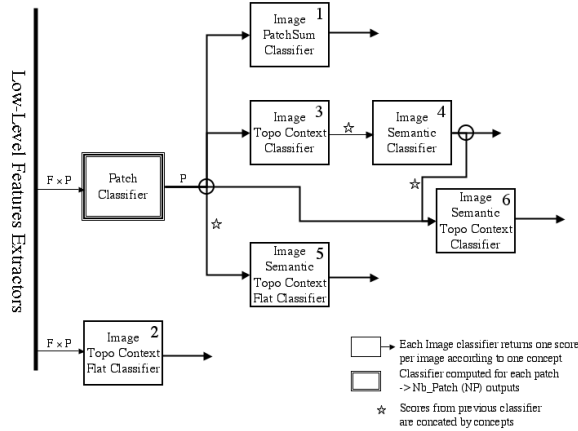 Low-Level Features Extractors
F × P
Patch
Classifier
P
Image 1
PatchSum
Classifier
Image 3
Topo Context
Classifier
Image 4
Semantic
Classifier
Image 6
Semantic
Topo Context
Classifier
Image 5
Semantic
Topo Context
Flat Classifier
F × P
Image 2
Topo Context
Flat Classifier
Each Image classifier returns one score
per image according to one concept
Classifier computed for each patch
-> Nb_Patch (NP) outputs
Scores from previous classifier
are concated by concepts